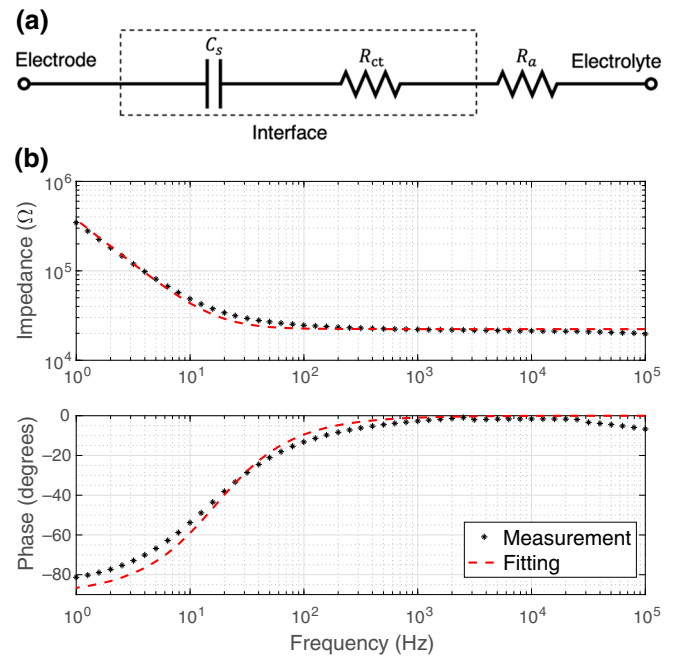 (a)
Electrode
C_s
R_ct
R_a
Electrolyte
Interface
(b)
Impedance (Ω)
10^6
10^5
10^4
10^0 10^1 10^2 10^3 10^4 10^5
Phase (degrees)
0
−20
−40
−60
−80
Measurement
Fitting
10^0 10^1 10^2 10^3 10^4 10^5
Frequency (Hz)